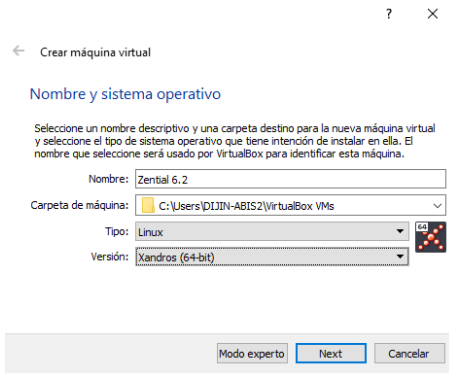 ?
Crear máquina virtual
Nombre y sistema operativo
Seleccione un nombre descriptivo y una carpeta destino para la nueva máquina virtual
y seleccione el tipo de sistema operativo que tiene intención de instalar en ella. El
nombre que seleccione será usado por VirtualBox para identificar esta máquina.
Nombre: Zential 6.2
Carpeta de máquina: C:\Users\DIJIN-ABIS2\VirtualBox VMs
Tipo: Linux
64
Versión: Xandros (64-bit)
Modo experto Next Cancelar